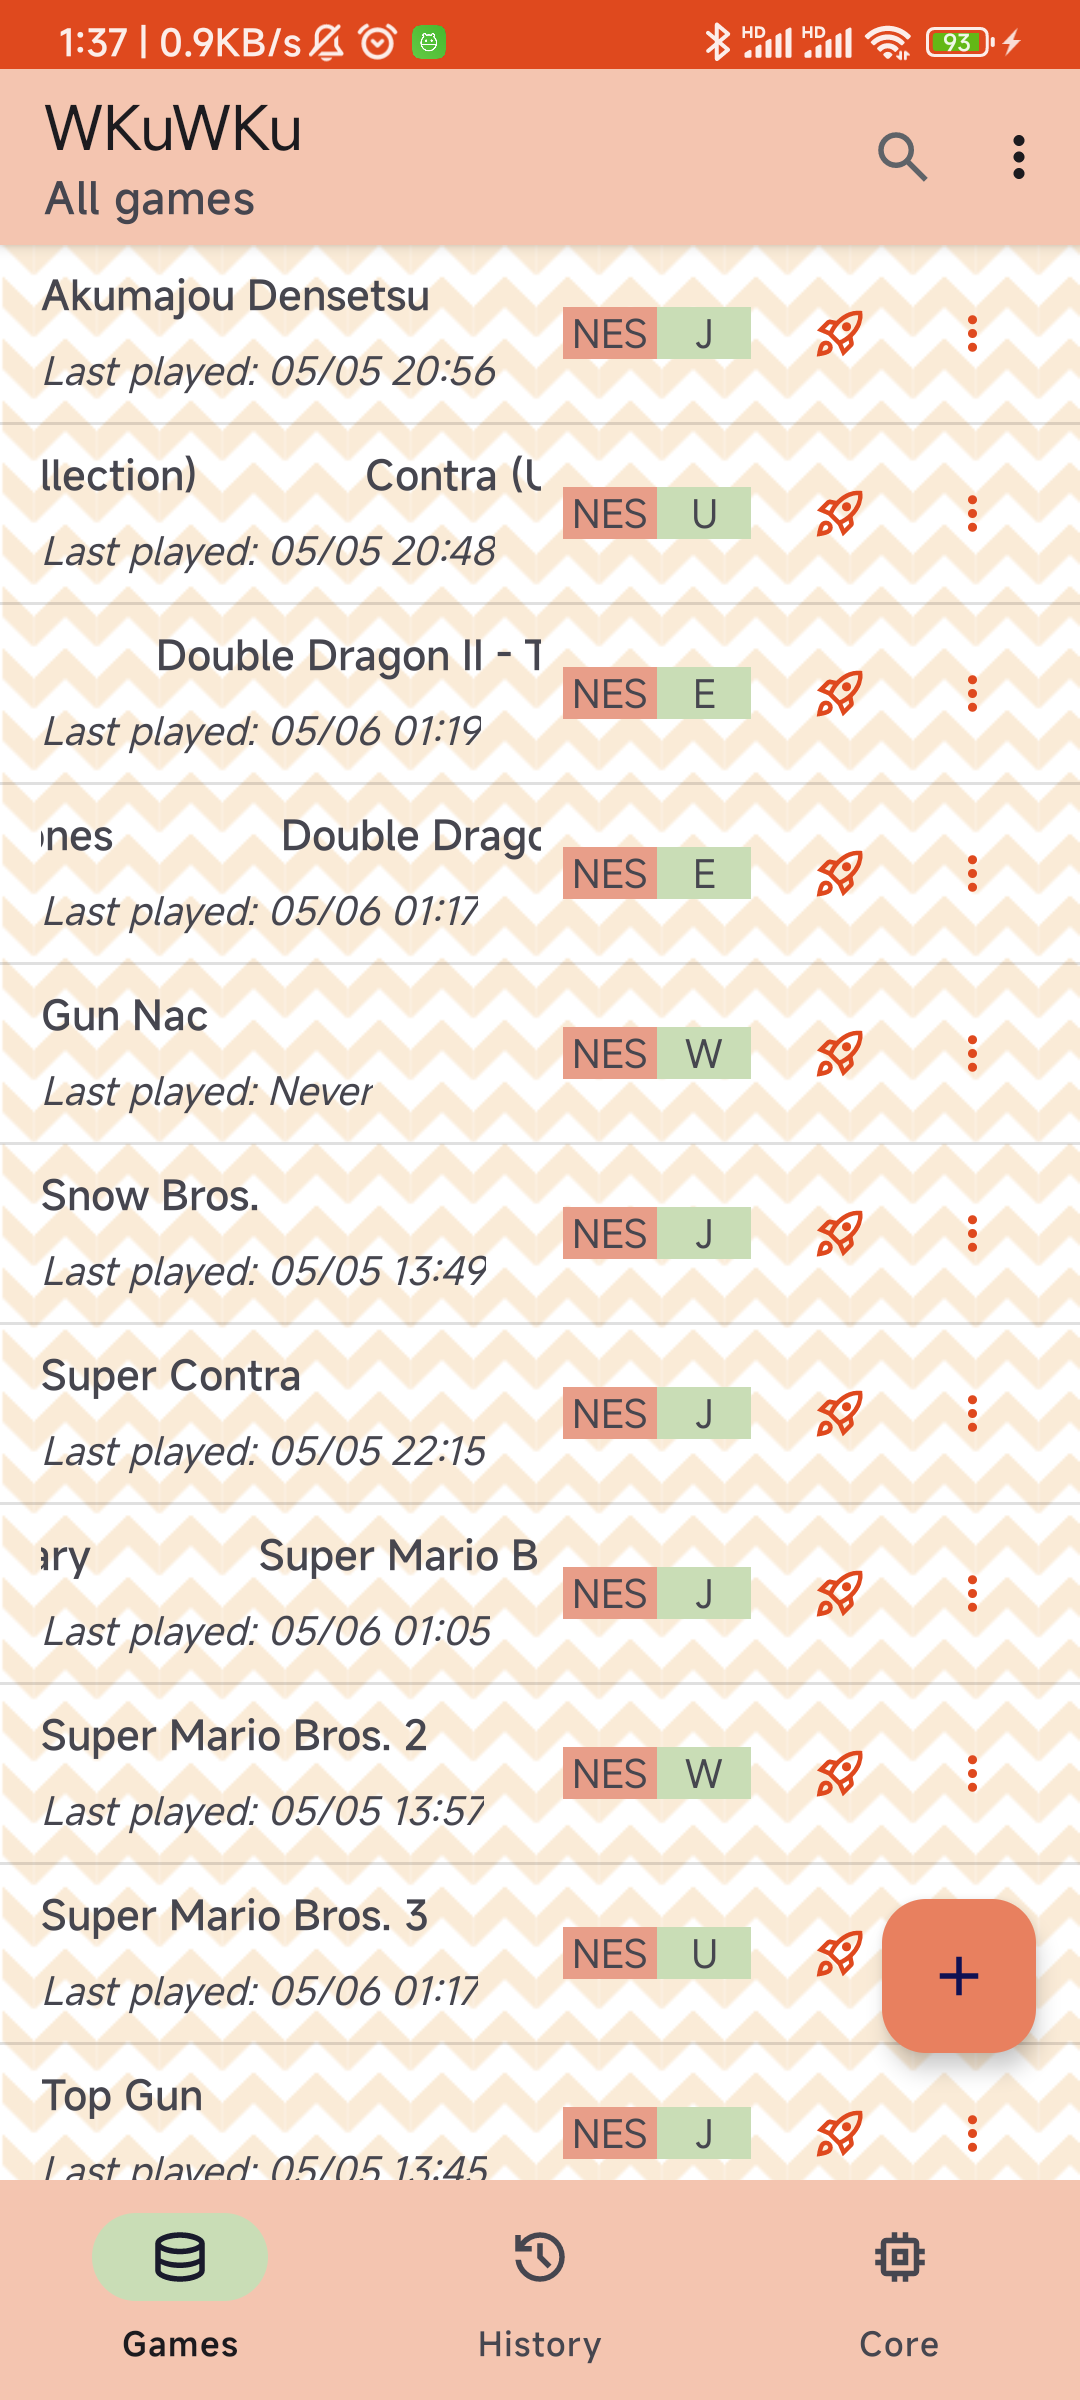 1:37 | 0.9KB/s HD HD 93
WKuWKu
All games
Akumajou Densetsu
NES J
Last played: 05/05 20:56
llection) Contra (U
NES U
Last played: 05/05 20:48
Double Dragon II - T
NES E
Last played: 05/06 01:19
nes Double Drago
NES E
Last played: 05/06 01:17
Gun Nac
NES W
Last played: Never
Snow Bros.
NES J
Last played: 05/05 13:49
Super Contra
NES J
Last played: 05/05 22:15
ary Super Mario B
NES J
Last played: 05/06 01:05
Super Mario Bros. 2
NES W
Last played: 05/05 13:57
Super Mario Bros. 3
NES U
Last played: 05/06 01:17
Top Gun
NES J
Last played: 05/05 13:45
Games History Core